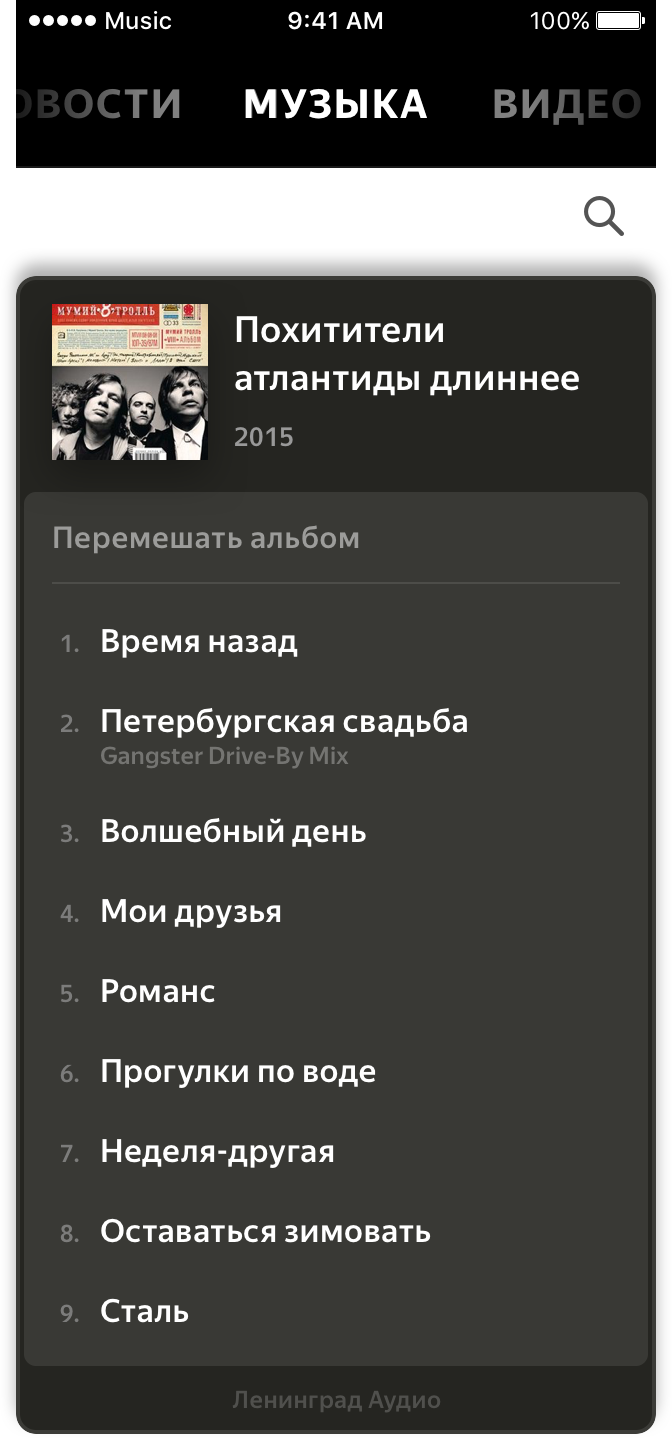 Music 9:41 AM 100%
ОВОСТИ МУЗЫКА ВИДЕО
МУМИЙ ТРОЛЛЬ
Похитители
атлантиды длиннее
2015
Перемешать альбом
1. Время назад
2. Петербургская свадьба
Gangster Drive-By Mix
3. Волшебный день
4. Мои друзья
5. Романс
6. Прогулки по воде
7. Неделя-другая
8. Оставаться зимовать
9. Сталь
Ленинград Аудио